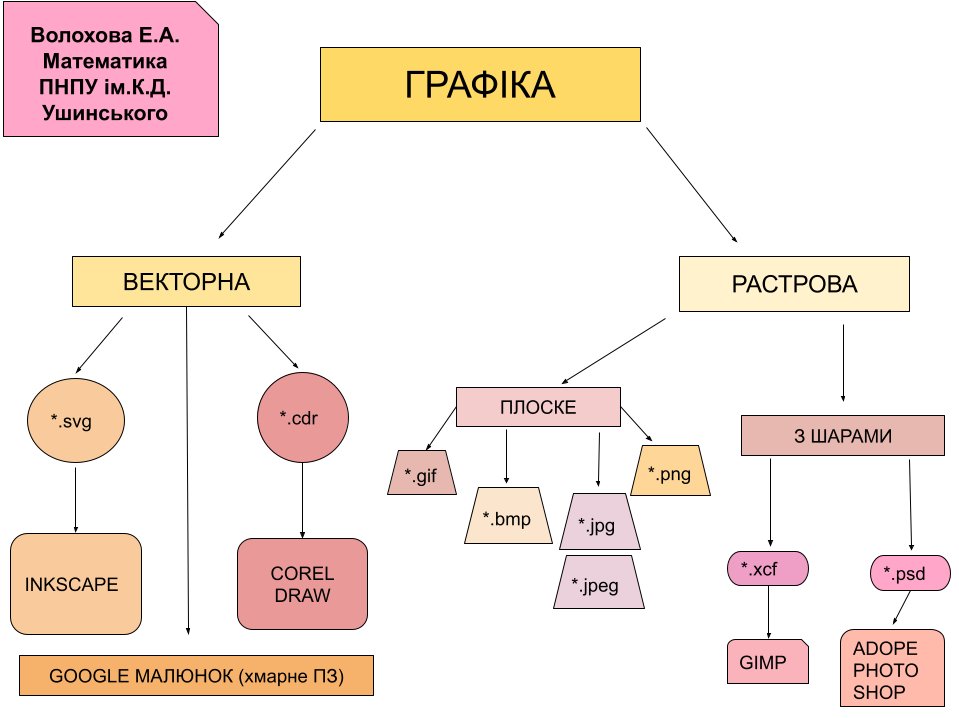 Волохова Е.А.
Математика
ПНПУ ім.К.Д.
Ушинського
ГРАФІКА
ВЕКТОРНА
РАСТРОВА
*.svg
*.cdr
ПЛОСКЕ
З ШАРАМИ
*.gif
*.bmp
*.jpg
*.png
*.jpeg
*.xcf
*.psd
INKSCAPE
COREL
DRAW
GIMP
ADOPE
PHOTO
SHOP
GOOGLE МАЛЮНОК (хмарне ПЗ)